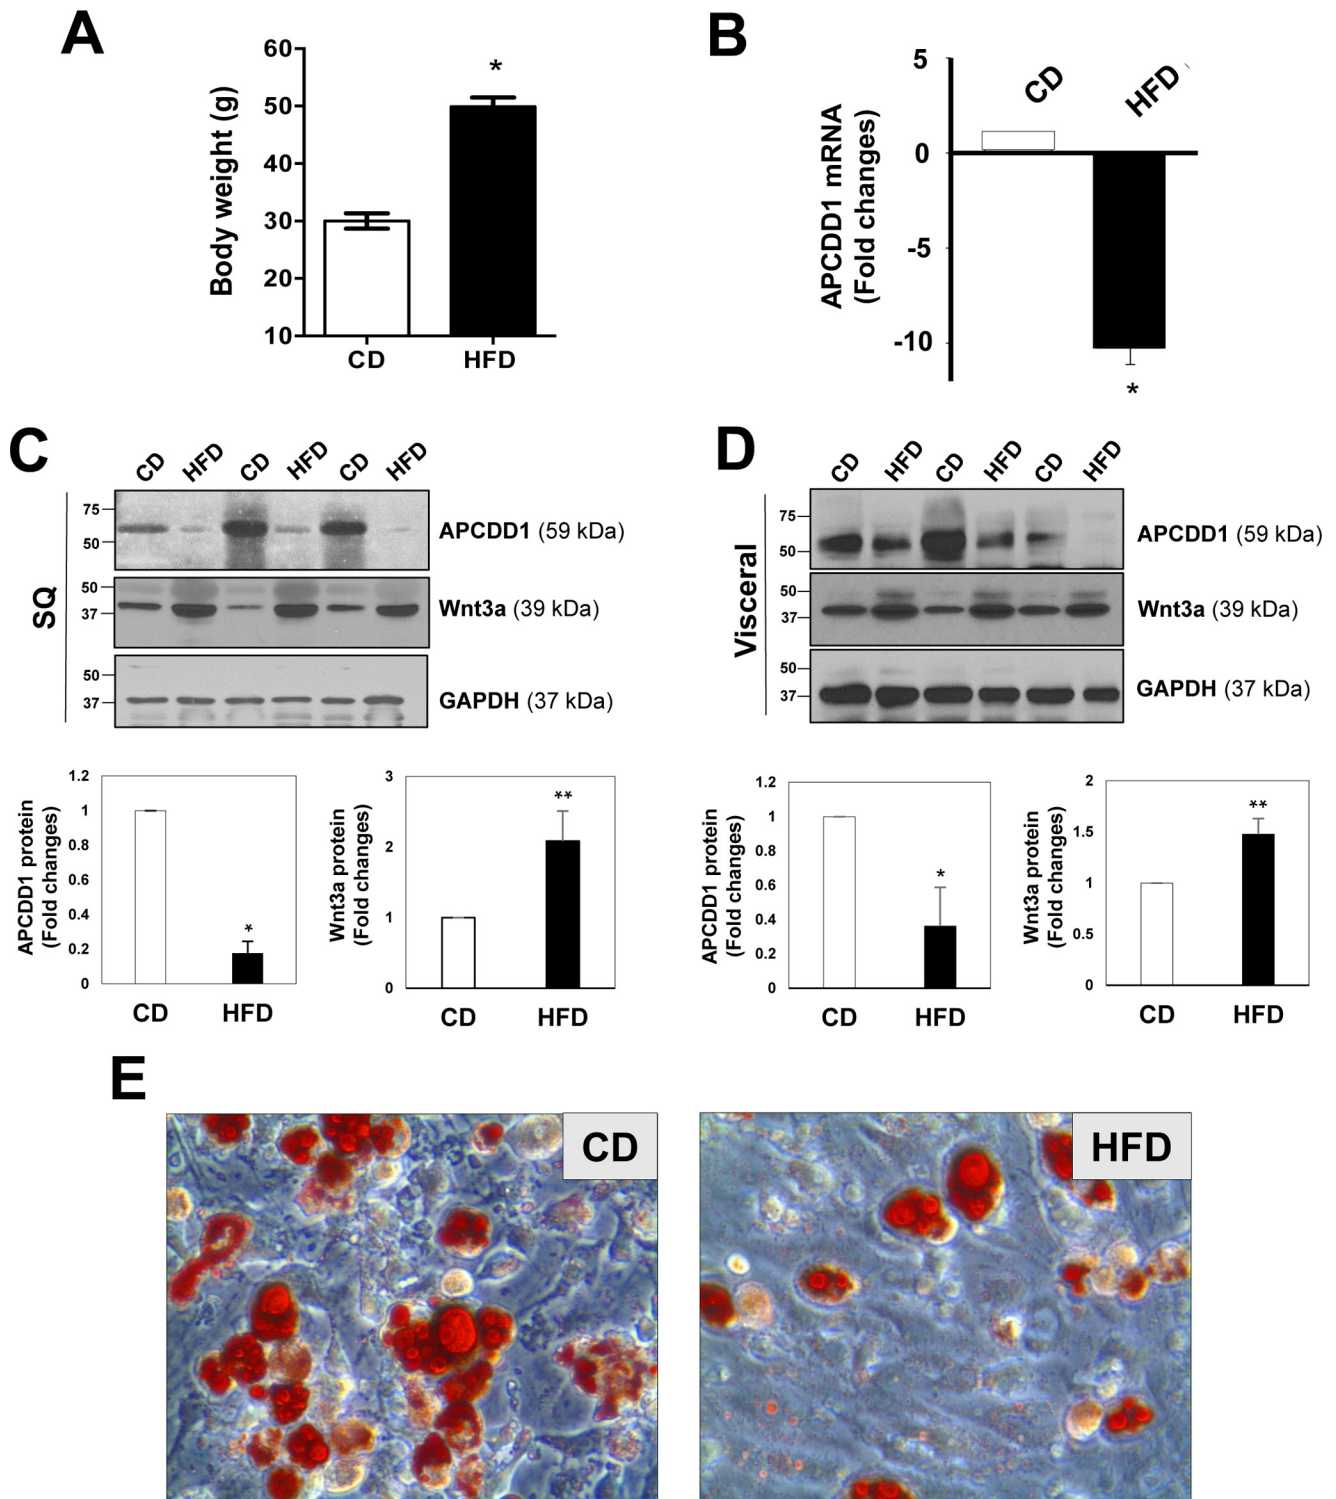 A
60
50
40
30
20
10
Body weight (g)
*
CD
HFD
B
5
0
-5
-10
APCDD1 mRNA
(Fold changes)
CD
HFD
*
C
CD HFD CD HFD CD HFD
SQ
75
50
APCDD1 (59 kDa)
50
37
Wnt3a (39 kDa)
50
37
GAPDH (37 kDa)
APCDD1 protein
(Fold changes)
1.2
1
0.8
0.6
0.4
0.2
0
*
CD
HFD
Wnt3a protein
(Fold changes)
3
2
1
0
**
CD
HFD
D
CD HFD CD HFD CD HFD
Visceral
75
50
APCDD1 (59 kDa)
50
37
Wnt3a (39 kDa)
50
37
GAPDH (37 kDa)
APCDD1 protein
(Fold changes)
1.2
1
0.8
0.6
0.4
0.2
0
*
CD
HFD
Wnt3a protein
(Fold changes)
2
1.5
1
0.5
0
**
CD
HFD
E
CD
HFD